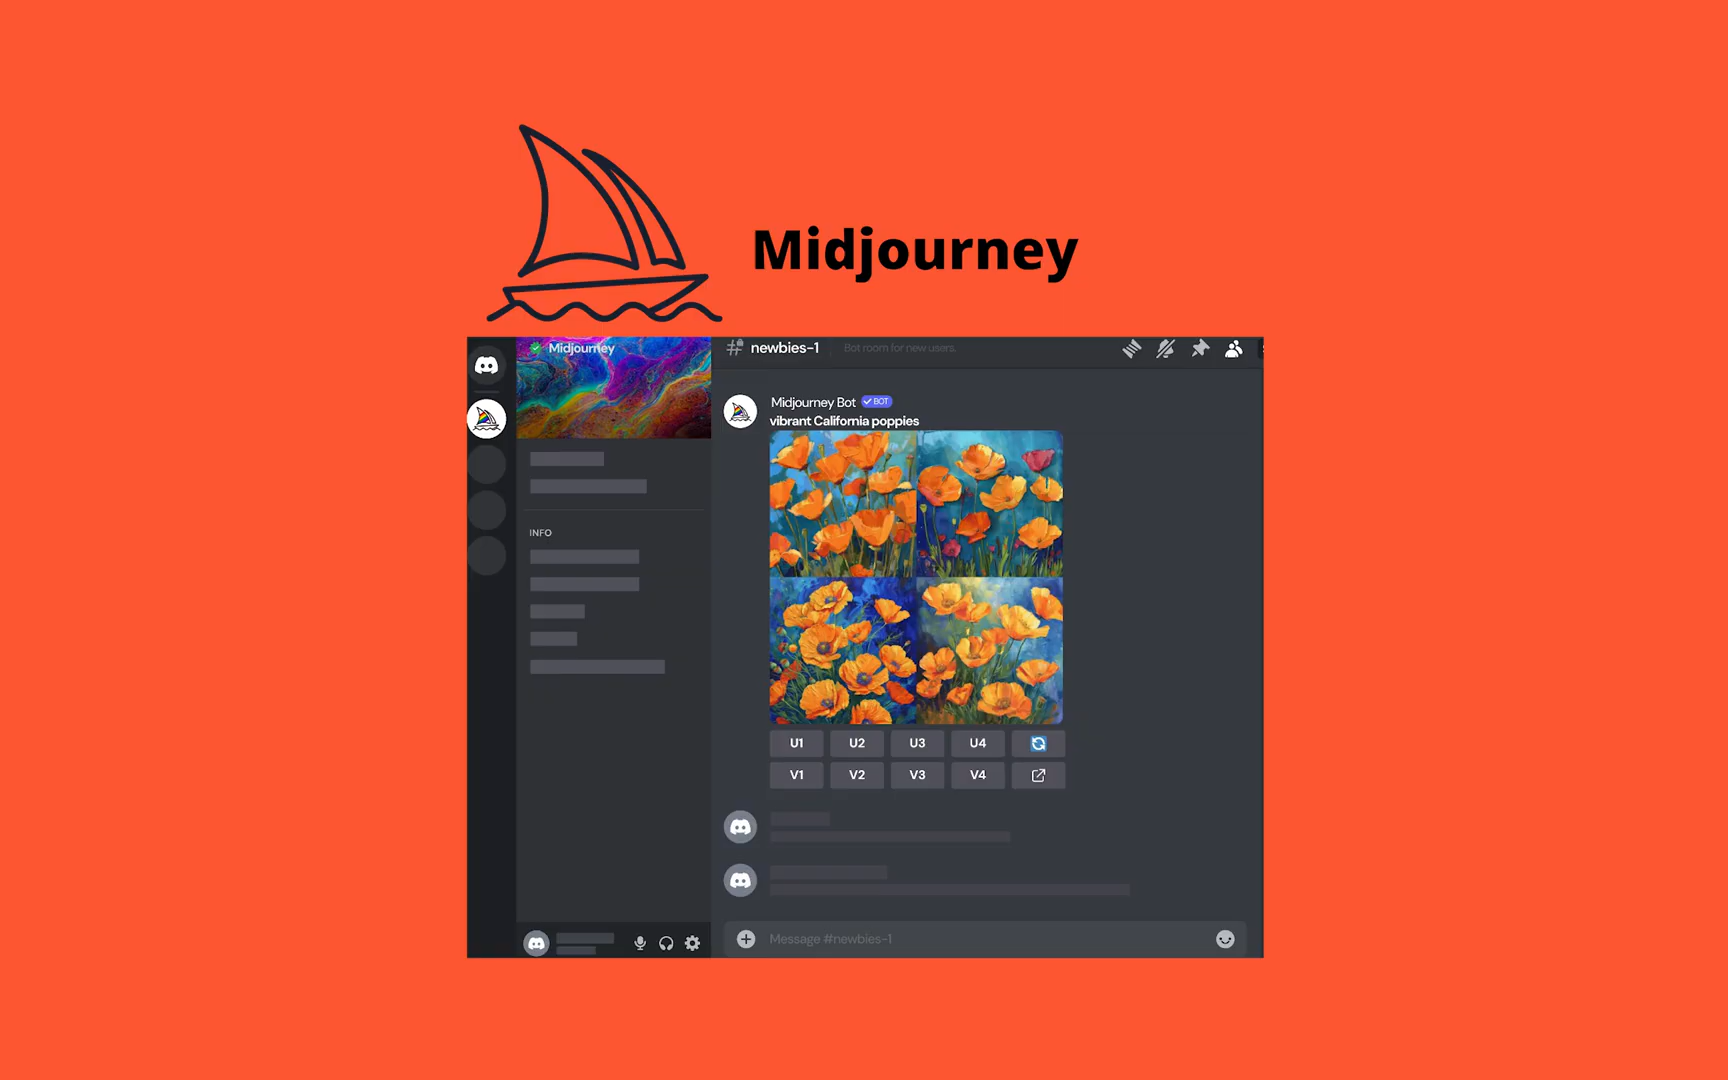 Midjourney
Midjourney
newbies-1
Bot room for new users.
Midjourney Bot
BOT
vibrant California poppies
INFO
U1
U2
U3
U4
V1
V2
V3
V4
Message #newbies-1